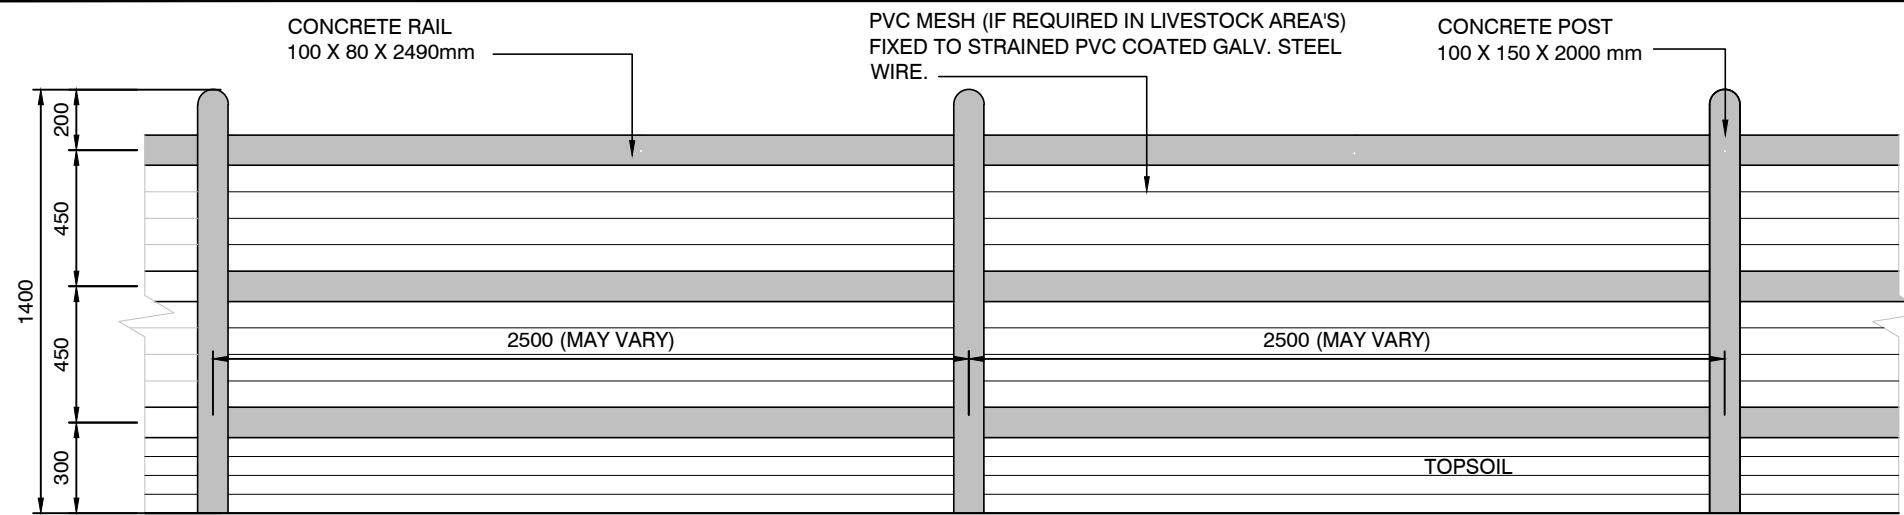 CONCRETE RAIL
100 X 80 X 2490mm
PVC MESH (IF REQUIRED IN LIVESTOCK AREA'S)
FIXED TO STRAINED PVC COATED GALV. STEEL
WIRE.
CONCRETE POST
100 X 150 X 2000 mm
200
450
1400
450
300
2500 (MAY VARY)
2500 (MAY VARY)
TOPSOIL